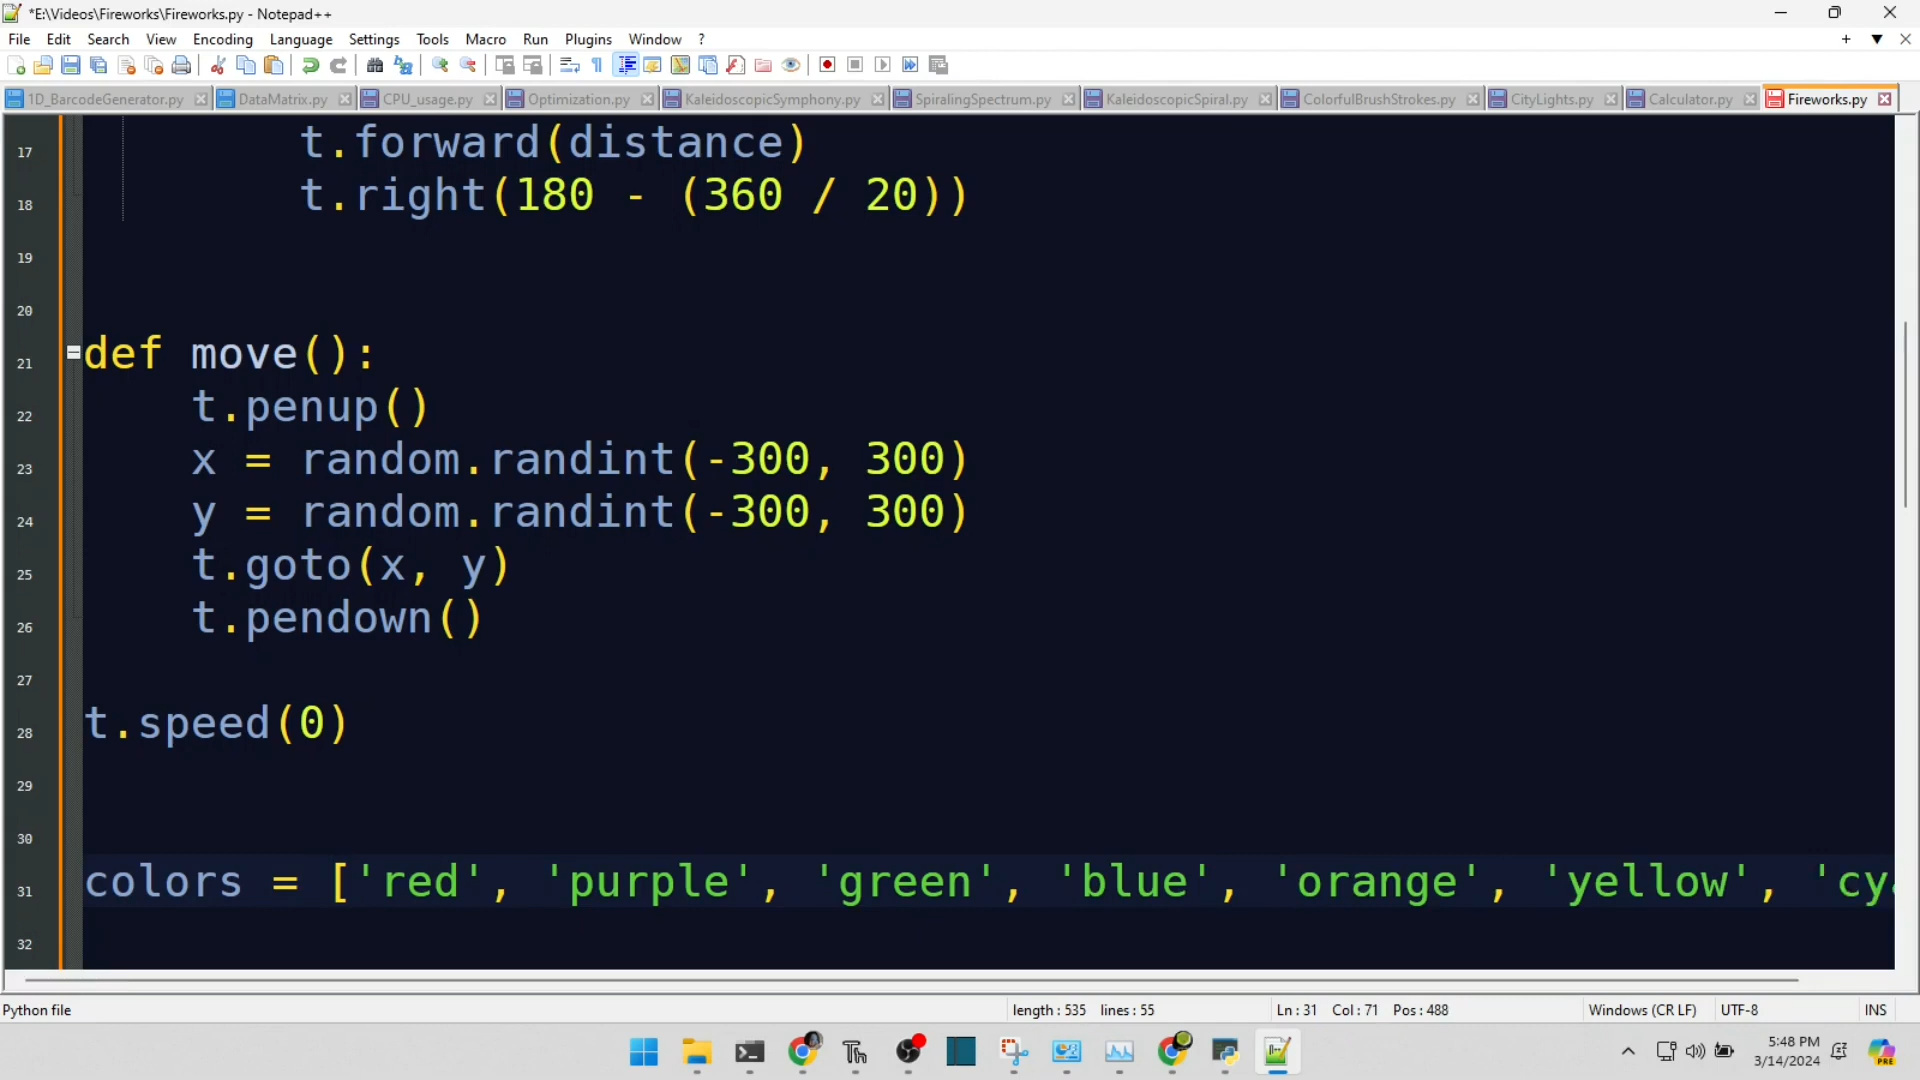 *E:\Videos\Fireworks\Fireworks.py - Notepad++
File Edit Search View Encoding Language Settings Tools Macro Run Plugins Window ?
1D_BarcodeGenerator.py DataMatrix.py CPU_usage.py Optimization.py KaleidoscopicSymphony.py SpiralingSpectrum.py KaleidoscopicSpiral.py ColorfulBrushStrokes.py CityLights.py Calculator.py Fireworks.py
17 t.forward(distance)
18 t.right(180 - (360 / 20))
19
20
21 def move():
22 t.penup()
23 x = random.randint(-300, 300)
24 y = random.randint(-300, 300)
25 t.goto(x, y)
26 t.pendown()
27
28 t.speed(0)
29
30
31 colors = ['red', 'purple', 'green', 'blue', 'orange', 'yellow', 'cy
32
Python file length : 535 lines : 55 Ln : 31 Col : 71 Pos : 488 Windows (CR LF) UTF-8 INS
5:48 PM
3/14/2024